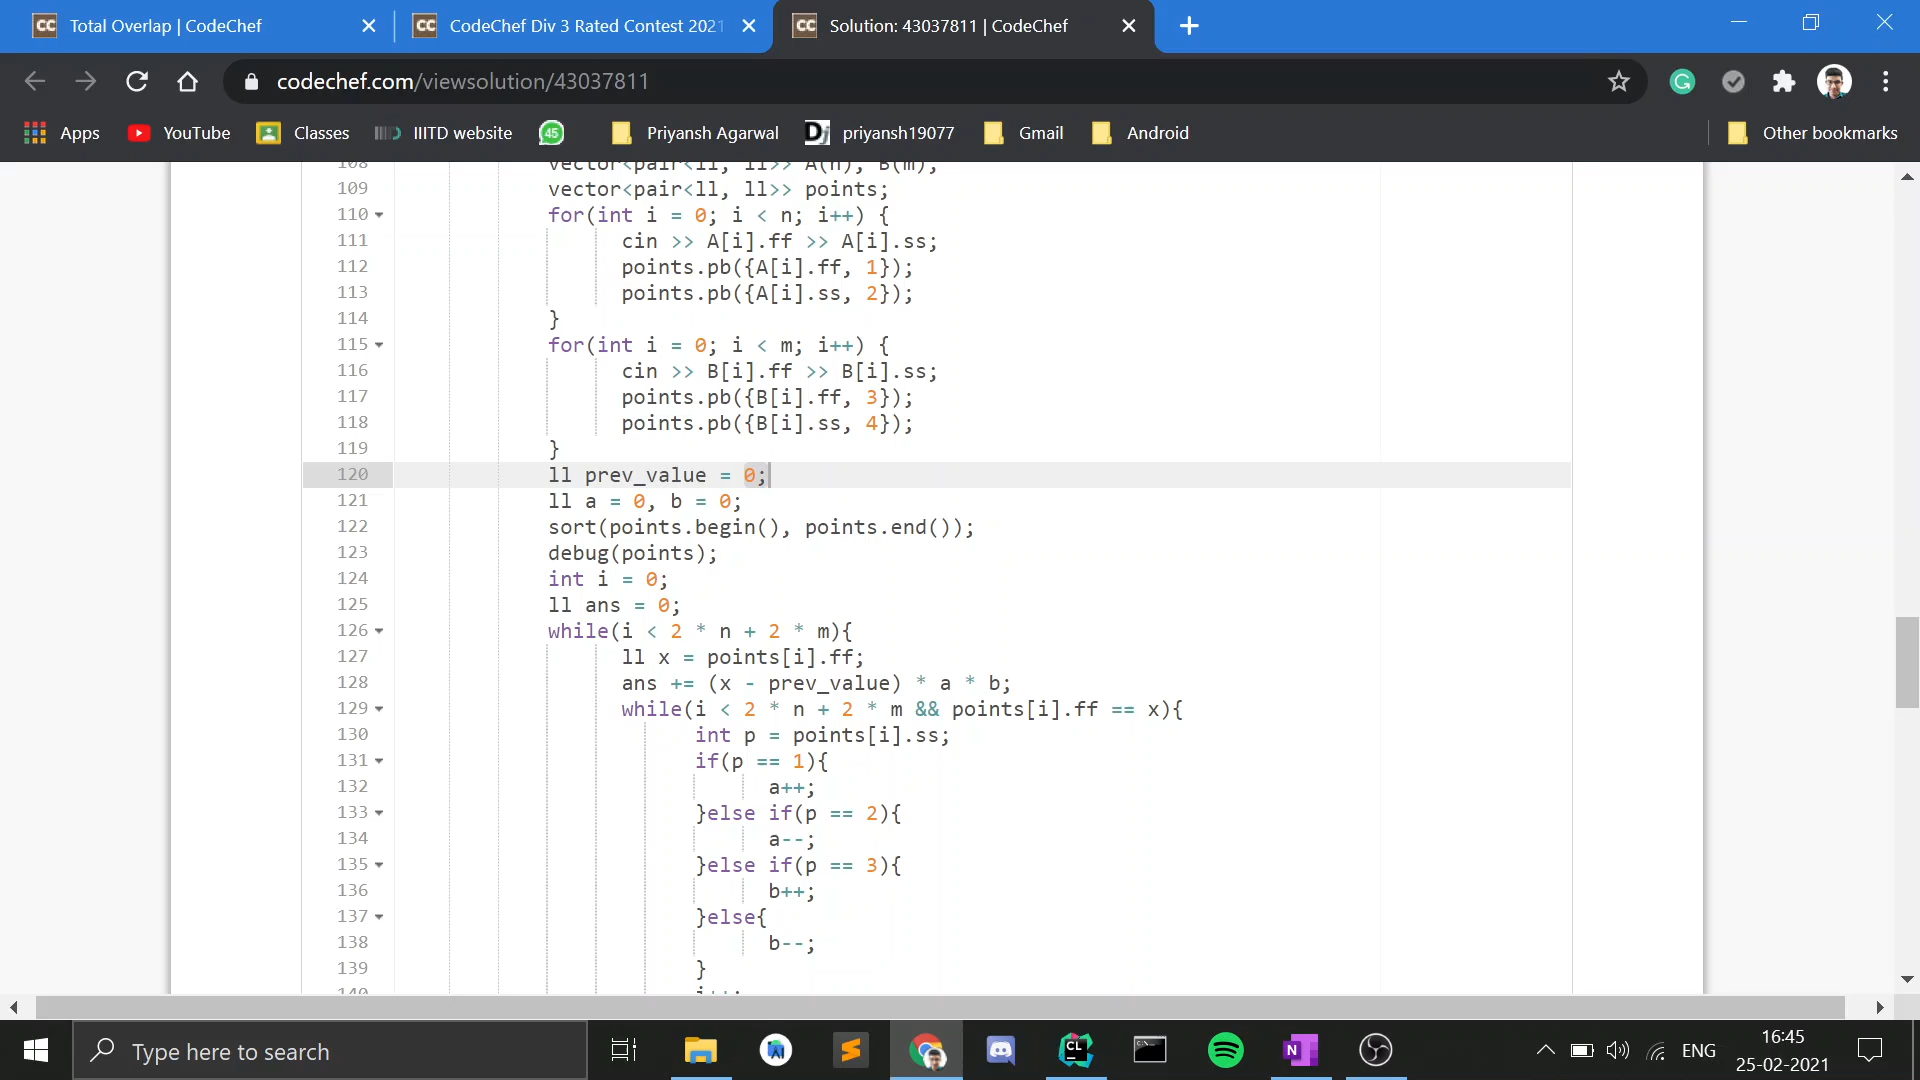 Total Overlap | CodeChef
CodeChef Div 3 Rated Contest 2021
Solution: 43037811 | CodeChef
codechef.com/viewsolution/43037811
Apps
YouTube
Classes
IIITD website
45
Priyansh Agarwal
priyansh19077
Gmail
Android
Other bookmarks
108 vector<pair<ll, ll>> A(n), B(m);
109 vector<pair<ll, ll>> points;
110 for(int i = 0; i < n; i++) {
111 cin >> A[i].ff >> A[i].ss;
112 points.pb({A[i].ff, 1});
113 points.pb({A[i].ss, 2});
114 }
115 for(int i = 0; i < m; i++) {
116 cin >> B[i].ff >> B[i].ss;
117 points.pb({B[i].ff, 3});
118 points.pb({B[i].ss, 4});
119 }
120 ll prev_value = 0;
121 ll a = 0, b = 0;
122 sort(points.begin(), points.end());
123 debug(points);
124 int i = 0;
125 ll ans = 0;
126 while(i < 2 * n + 2 * m){
127 ll x = points[i].ff;
128 ans += (x - prev_value) * a * b;
129 while(i < 2 * n + 2 * m && points[i].ff == x){
130 int p = points[i].ss;
131 if(p == 1){
132 a++;
133 }else if(p == 2){
134 a--;
135 }else if(p == 3){
136 b++;
137 }else{
138 b--;
139 }
140 i++;
Type here to search
ENG
16:45
25-02-2021